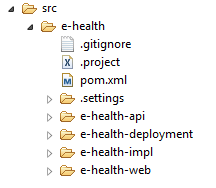 src
e-health
.gitignore
.project
pom.xml
.settings
e-health-api
e-health-deployment
e-health-impl
e-health-web